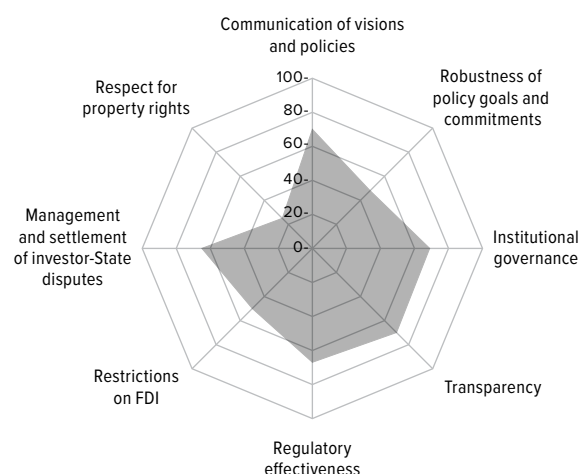 Communication of visions
and policies
Robustness of
policy goals and
commitments
Institutional
governance
Transparency
Regulatory
effectiveness
Restrictions
on FDI
Management
and settlement
of investor-State
disputes
Respect for
property rights
100-
80-
60-
40-
20-
0-